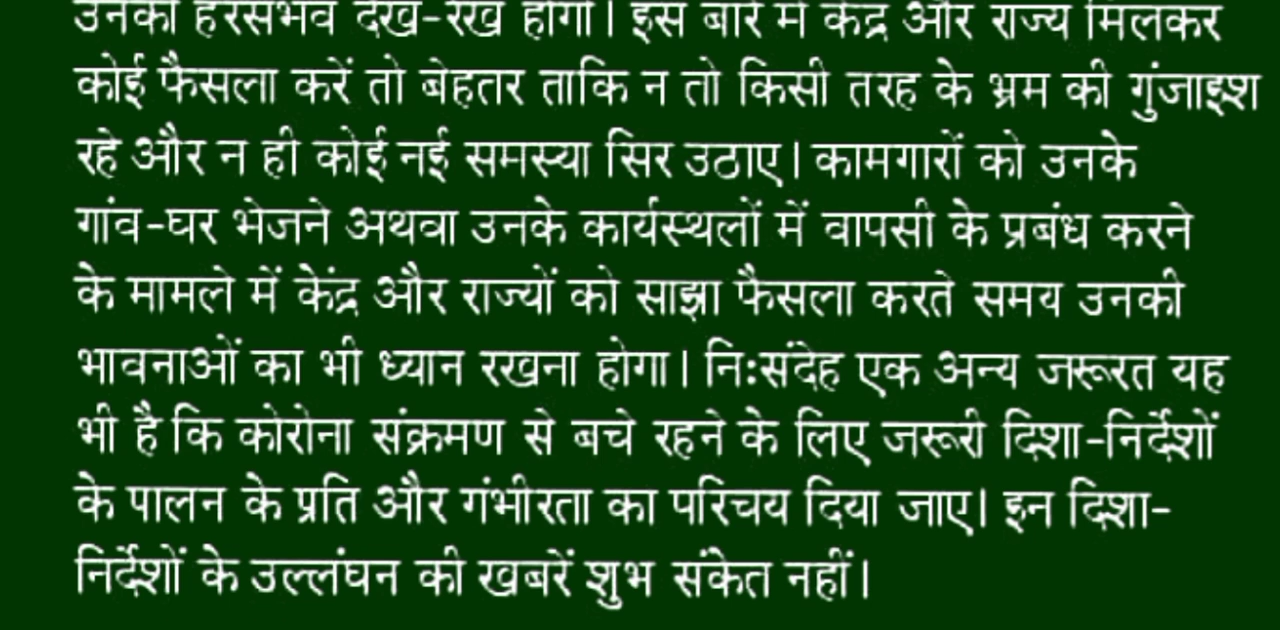 उनकी हरसंभव देख-रेख होगी। इस बारे में केंद्र और राज्य मिलकर
कोई फैसला करें तो बेहतर ताकि न तो किसी तरह के भ्रम की गुंजाइश
रहे और न ही कोई नई समस्या सिर उठाए। कामगारों को उनके
गांव-घर भेजने अथवा उनके कार्यस्थलों में वापसी के प्रबंध करने
के मामले में केंद्र और राज्यों को साझा फैसला करते समय उनकी
भावनाओं का भी ध्यान रखना होगा। निःसंदेह एक अन्य जरूरत यह
भी है कि कोरोना संक्रमण से बचे रहने के लिए जरूरी दिशा-निर्देशों
के पालन के प्रति और गंभीरता का परिचय दिया जाए। इन दिशा-
निर्देशों के उल्लंघन की खबरें शुभ संकेत नहीं।